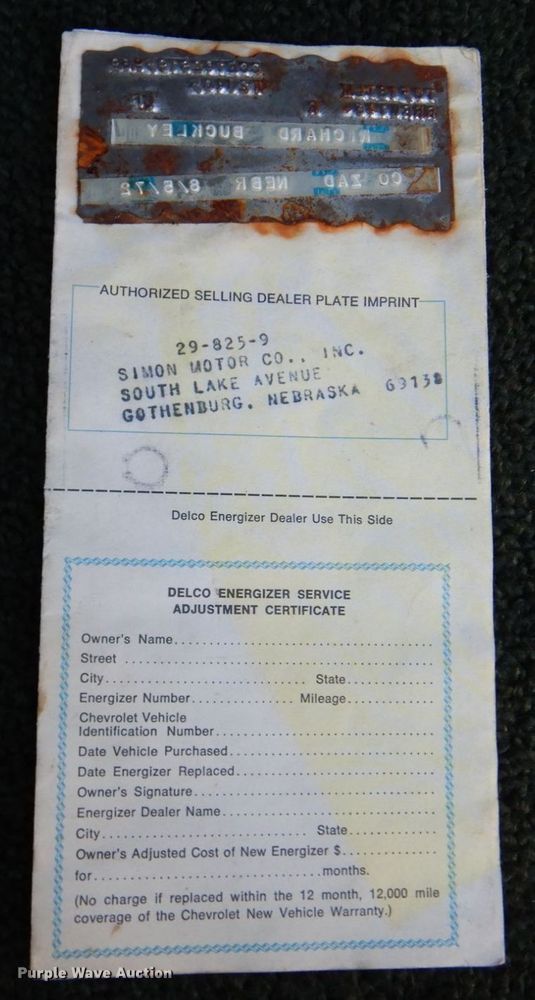 RICHARD BUCKLEY
CO ZAD NEBR 8/5/72
AUTHORIZED SELLING DEALER PLATE IMPRINT
29-825-9
SIMON MOTOR CO., INC.
SOUTH LAKE AVENUE
GOTHENBURG, NEBRASKA 69138
Delco Energizer Dealer Use This Side
DELCO ENERGIZER SERVICE
ADJUSTMENT CERTIFICATE
Owner's Name
Street
City State
Energizer Number Mileage
Chevrolet Vehicle
Identification Number
Date Vehicle Purchased
Date Energizer Replaced
Owner's Signature
Energizer Dealer Name
City State
Owner's Adjusted Cost of New Energizer $
for months.
(No charge if replaced within the 12 month, 12,000 mile
coverage of the Chevrolet New Vehicle Warranty.)
Purple Wave Auction